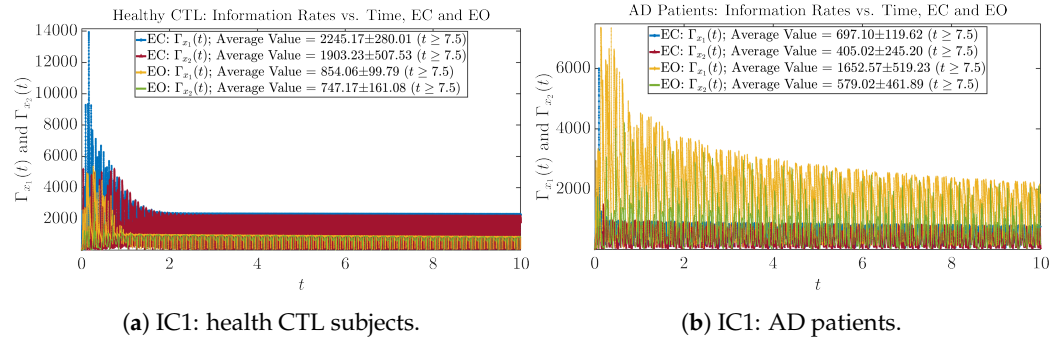 Healthy CTL: Information Rates vs. Time, EC and EO
14000
12000
10000
8000
6000
4000
2000
Γx₁(t) and Γx₂(t)
EC: Γx₁(t); Average Value = 2245.17±280.01 (t ≥ 7.5)
EC: Γx₂(t); Average Value = 1903.23±507.53 (t ≥ 7.5)
EO: Γx₁(t); Average Value = 854.06±99.79 (t ≥ 7.5)
EO: Γx₂(t); Average Value = 747.17±161.08 (t ≥ 7.5)
0 2 4 6 8 10
t
(a) IC1: health CTL subjects.
AD Patients: Information Rates vs. Time, EC and EO
6000
4000
2000
Γx₁(t) and Γx₂(t)
EC: Γx₁(t); Average Value = 697.10±119.62 (t ≥ 7.5)
EC: Γx₂(t); Average Value = 405.02±245.20 (t ≥ 7.5)
EO: Γx₁(t); Average Value = 1652.57±519.23 (t ≥ 7.5)
EO: Γx₂(t); Average Value = 579.02±461.89 (t ≥ 7.5)
0 2 4 6 8 10
t
(b) IC1: AD patients.